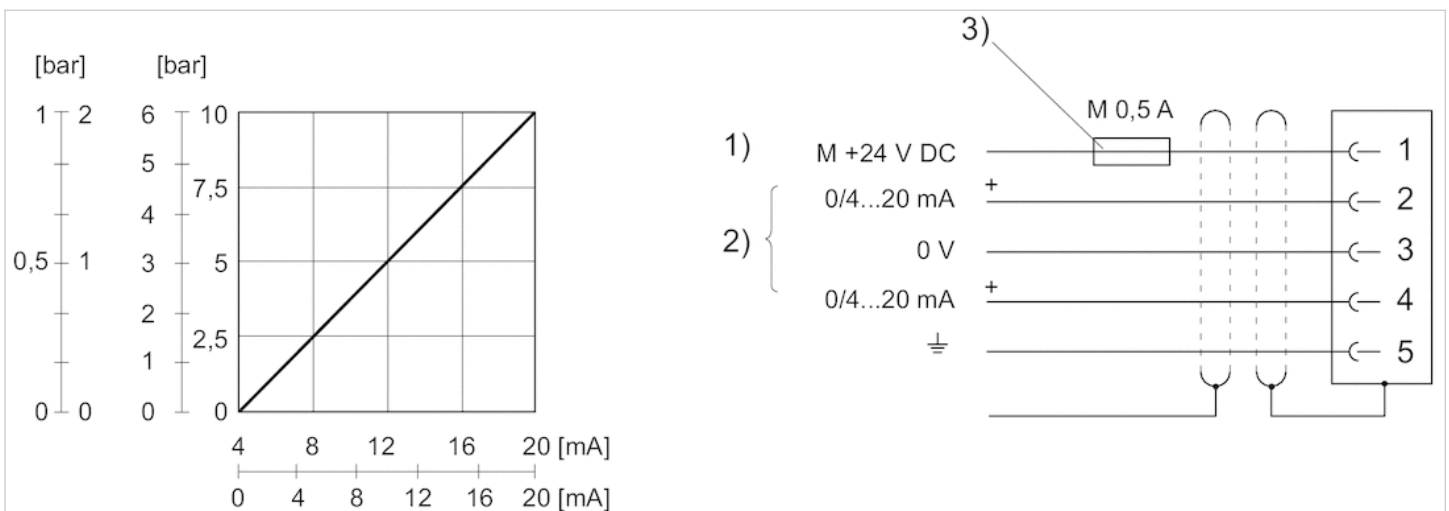 [bar] [bar]
1 2 6 10
5
7,5
4
0,5 1 3 5
2
2,5
1
0 0 0 0
4 8 12 16 20 [mA]
0 4 8 12 16 20 [mA]
3)
M 0,5 A
1) M +24 V DC 1
0/4...20 mA + 2
2) 0 V 3
0/4...20 mA + 4
5